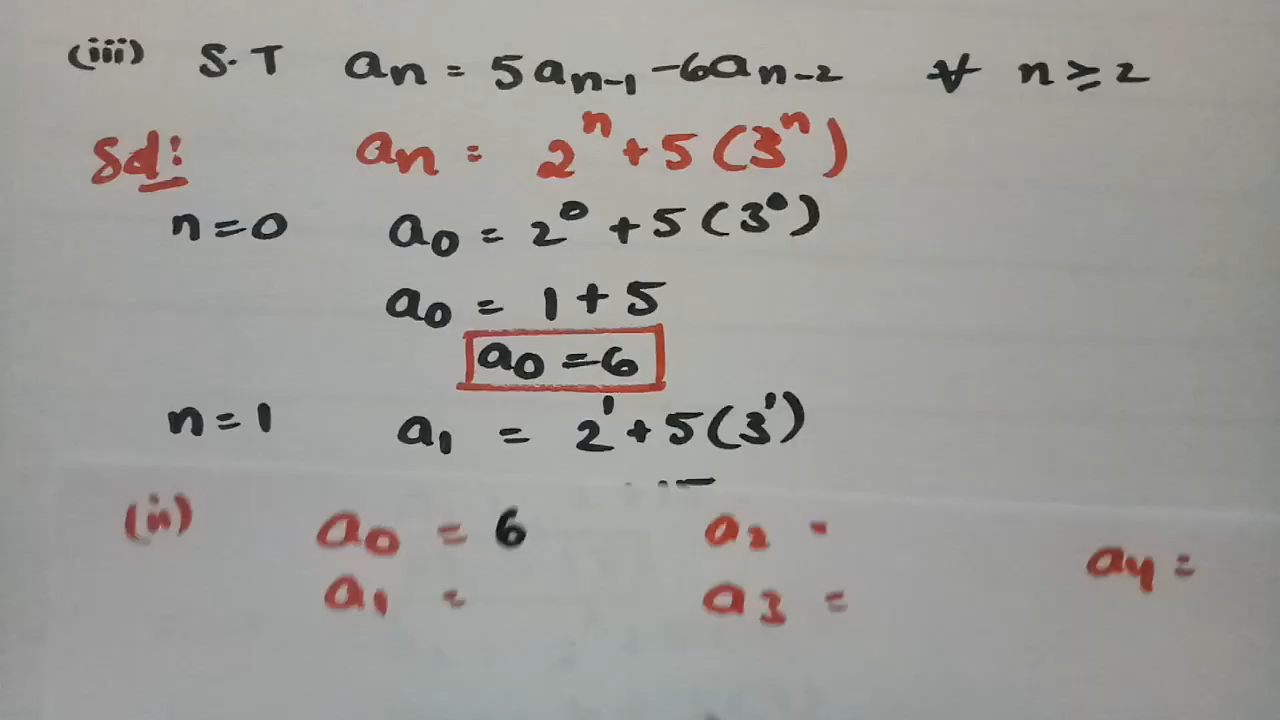 (iii) S.T an = 5an-1 -6an-2 ∀ n ≥ 2
Sol: an = 2^n + 5(3^n)
n=0 a0 = 2^0 + 5(3^0)
a0 = 1 + 5
a0 = 6
n=1 a1 = 2^1 + 5(3^1)
(ii) a0 = 6 a2 = a4 =
a1 = a3 =